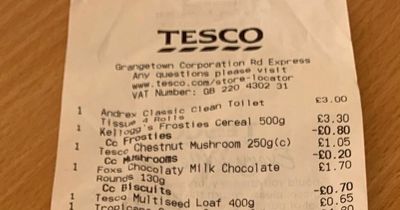 TESCO
Grangetown Corporation Rd Express
Any questions please visit
www.tesco.com/store-locator
VAT Number: GB 220 4302 31
1 Andrex Classic Clean Toilet £3.00
Tissue 4 Rolls
1 Kellogg's Frosties Cereal 500g £3.30
Cc Frosties -£0.80
1 Tesco Chestnut Mushroom 250g(c) £1.05
Cc Mushrooms -£0.20
1 Foxs Chocolaty Milk Chocolate £1.70
Rounds 130g
Cc Biscuits -£0.70
1 Tesco Multiseed Loaf 400g £0.65
1 Tropicana